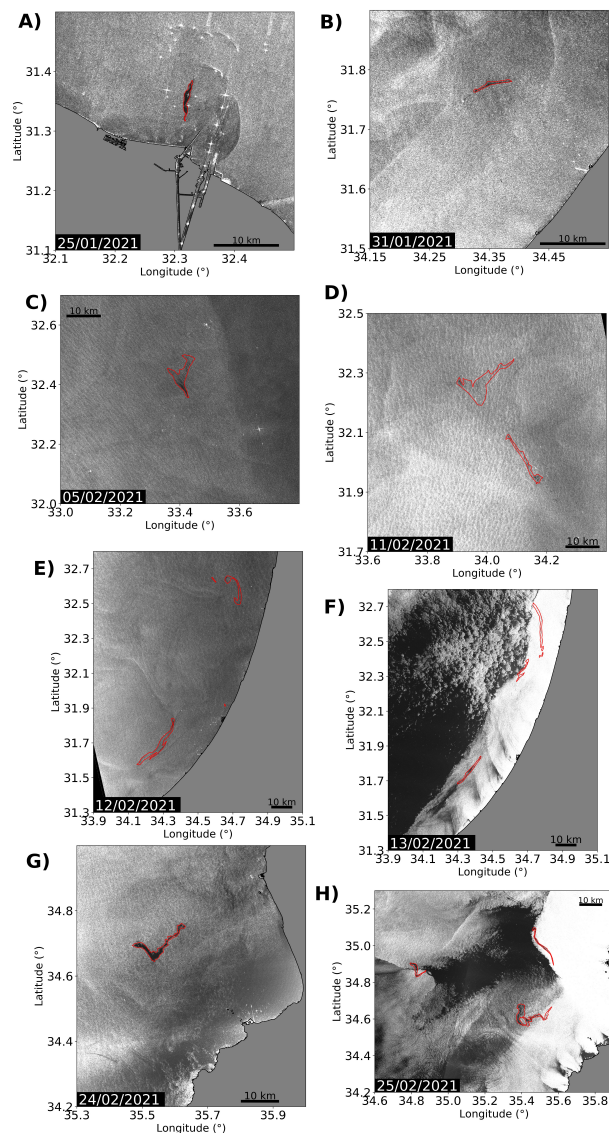 A)
31.4
31.3
31.2
31.1
Latitude (°)
25/01/2021
10 km
32.1 32.2 32.3 32.4
Longitude (°)
B)
31.8
31.7
31.6
31.5
Latitude (°)
31/01/2021
10 km
34.15 34.25 34.35 34.45
Longitude (°)
C)
10 km
32.6
32.4
32.2
32.0
Latitude (°)
05/02/2021
33.0 33.2 33.4 33.6
Longitude (°)
D)
32.5
32.3
32.1
31.9
31.7
Latitude (°)
11/02/2021
10 km
33.6 33.8 34.0 34.2
Longitude (°)
E)
32.7
32.5
32.3
32.1
31.9
31.7
31.5
31.3
Latitude (°)
12/02/2021
10 km
33.9 34.1 34.3 34.5 34.7 34.9 35.1
Longitude (°)
F)
32.7
32.5
32.3
32.1
31.9
31.7
31.5
31.3
Latitude (°)
13/02/2021
10 km
33.9 34.1 34.3 34.5 34.7 34.9 35.1
Longitude (°)
G)
34.8
34.6
34.4
34.2
Latitude (°)
24/02/2021
10 km
35.3 35.5 35.7 35.9
Longitude (°)
H)
10 km
35.2
35.0
34.8
34.6
34.4
34.2
Latitude (°)
25/02/2021
34.6 34.8 35.0 35.2 35.4 35.6 35.8
Longitude (°)